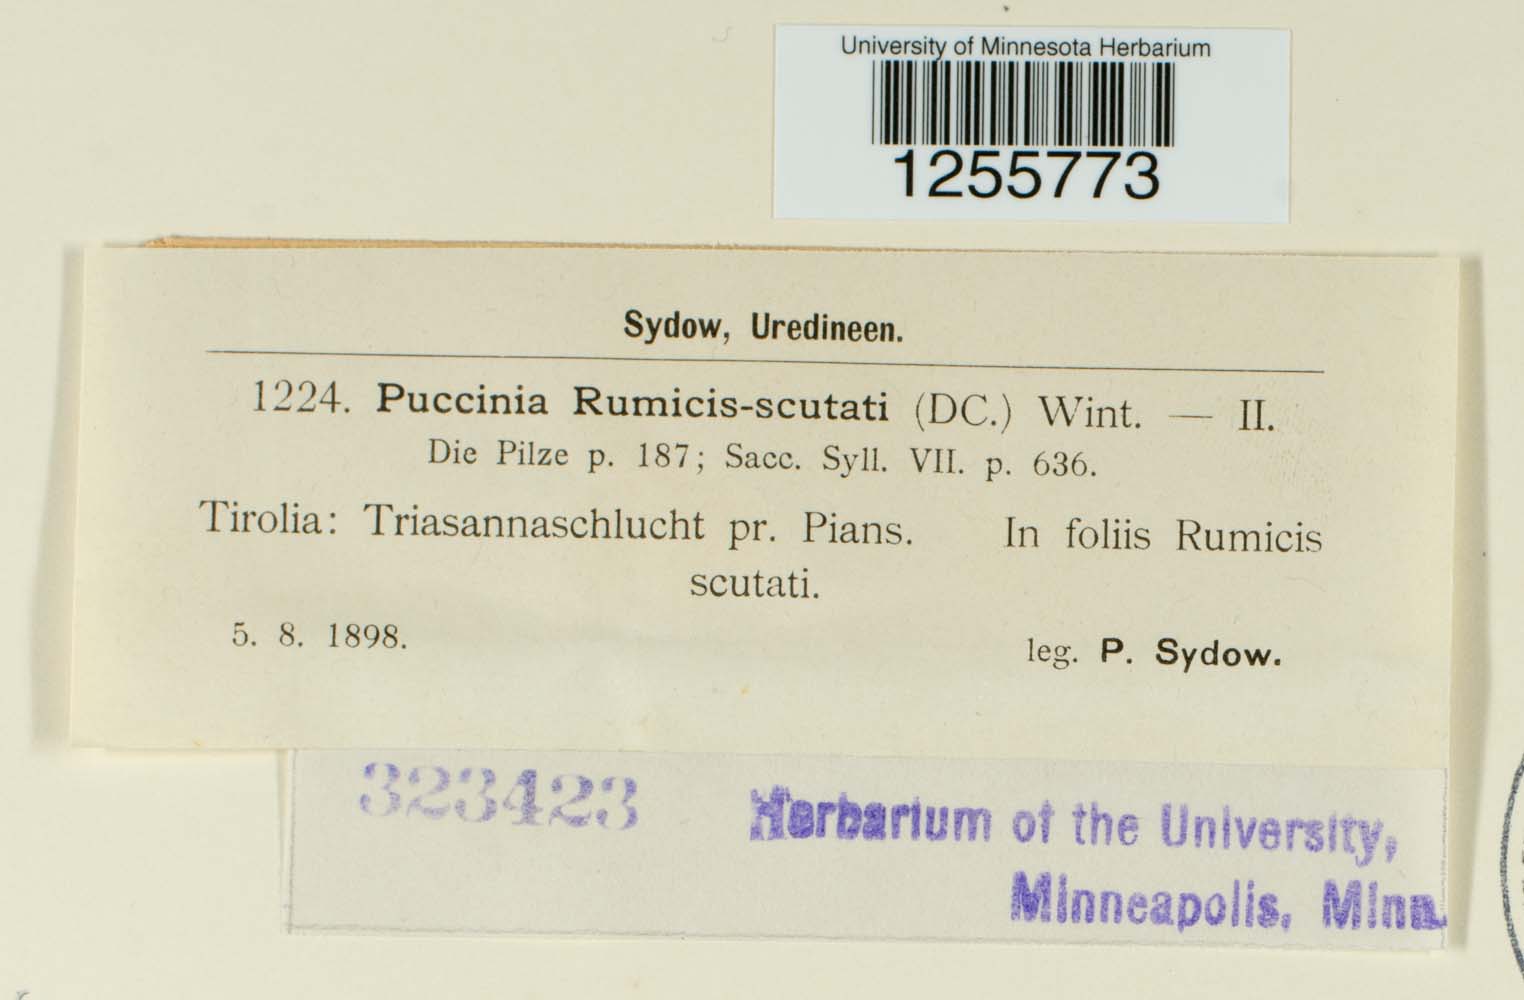 University of Minnesota Herbarium
1255773
Sydow, Uredineen.
1224. Puccinia Rumicis-scutati (DC.) Wint. — II.
Die Pilze p. 187; Sacc. Syll. VII. p. 636.
Tirolia: Triasannaschlucht pr. Pians. In foliis Rumicis
scutati.
5. 8. 1898.
leg. P. Sydow.
323423
Herbarium of the University,
Minneapolis, Minn.